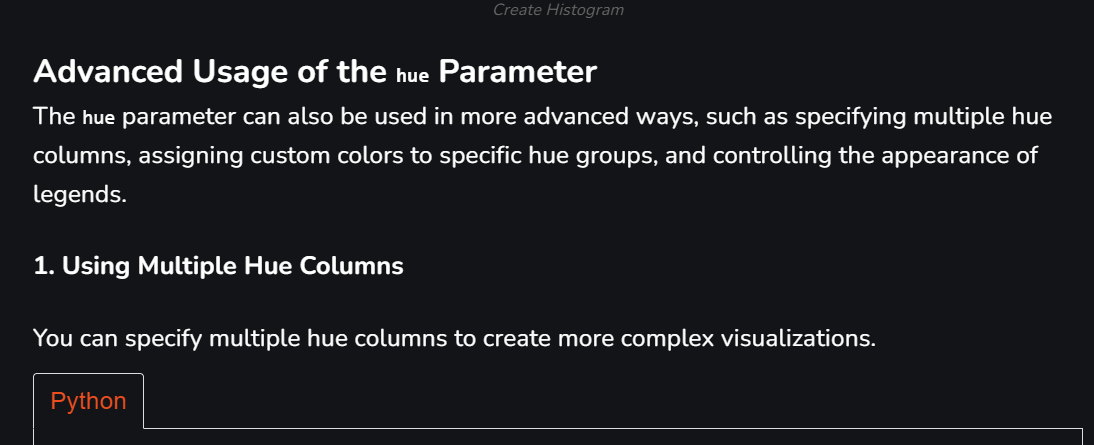 Create Histogram
Advanced Usage of the hue Parameter
The hue parameter can also be used in more advanced ways, such as specifying multiple hue
columns, assigning custom colors to specific hue groups, and controlling the appearance of
legends.
1. Using Multiple Hue Columns
You can specify multiple hue columns to create more complex visualizations.
Python